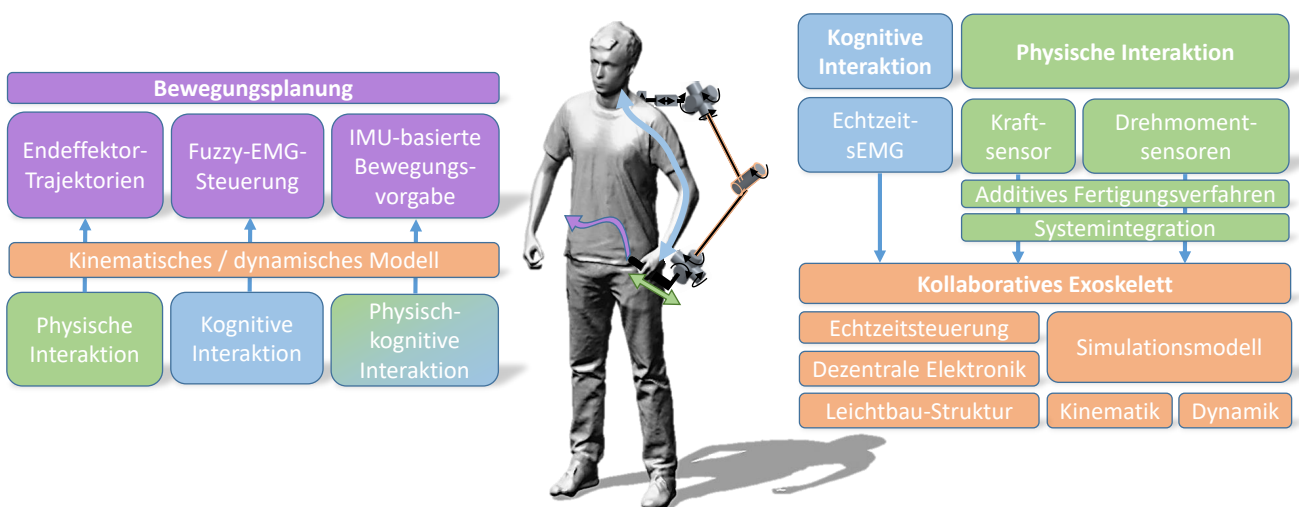 Bewegungsplanung
Endeffektor-
Trajektorien
Fuzzy-EMG-
Steuerung
IMU-basierte
Bewegungs-
vorgabe
Kinematisches / dynamisches Modell
Physische
Interaktion
Kognitive
Interaktion
Physisch-
kognitive
Interaktion
Kognitive
Interaktion
Physische Interaktion
Echtzeit-
sEMG
Kraft-
sensor
Drehmoment-
sensoren
Additives Fertigungsverfahren
Systemintegration
Kollaboratives Exoskelett
Echtzeitsteuerung
Simulationsmodell
Dezentrale Elektronik
Leichtbau-Struktur
Kinematik
Dynamik